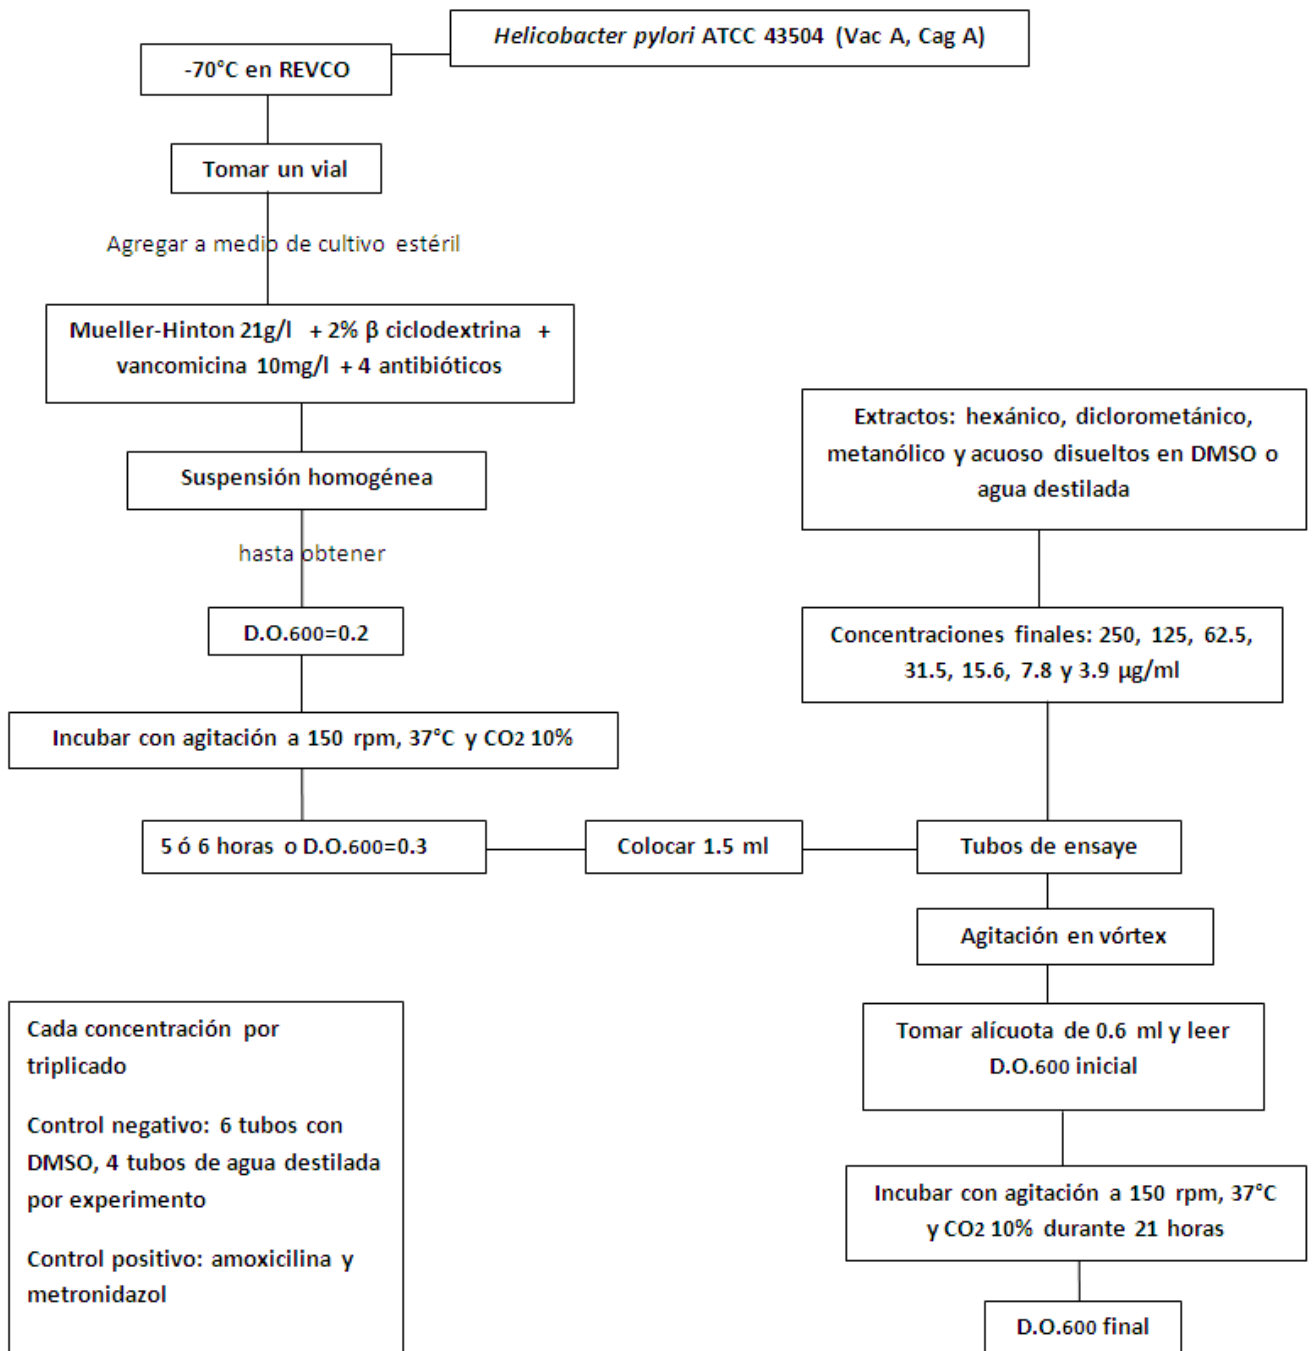 Helicobacter pylori ATCC 43504 (Vac A, Cag A)
-70°C en REVCO
Tomar un vial
Agregar a medio de cultivo estéril
Mueller-Hinton 21g/l + 2% β ciclodextrina +
vancomicina 10mg/l + 4 antibióticos
Suspensión homogénea
hasta obtener
D.O.600=0.2
Incubar con agitación a 150 rpm, 37°C y CO2 10%
5 ó 6 horas o D.O.600=0.3
Colocar 1.5 ml
Extractos: hexánico, diclorometánico,
metanólico y acuoso disueltos en DMSO o
agua destilada
Concentraciones finales: 250, 125, 62.5,
31.5, 15.6, 7.8 y 3.9 µg/ml
Tubos de ensaye
Agitación en vórtex
Tomar alícuota de 0.6 ml y leer
D.O.600 inicial
Incubar con agitación a 150 rpm, 37°C
y CO2 10% durante 21 horas
D.O.600 final
Cada concentración por
triplicado
Control negativo: 6 tubos con
DMSO, 4 tubos de agua destilada
por experimento
Control positivo: amoxicilina y
metronidazol